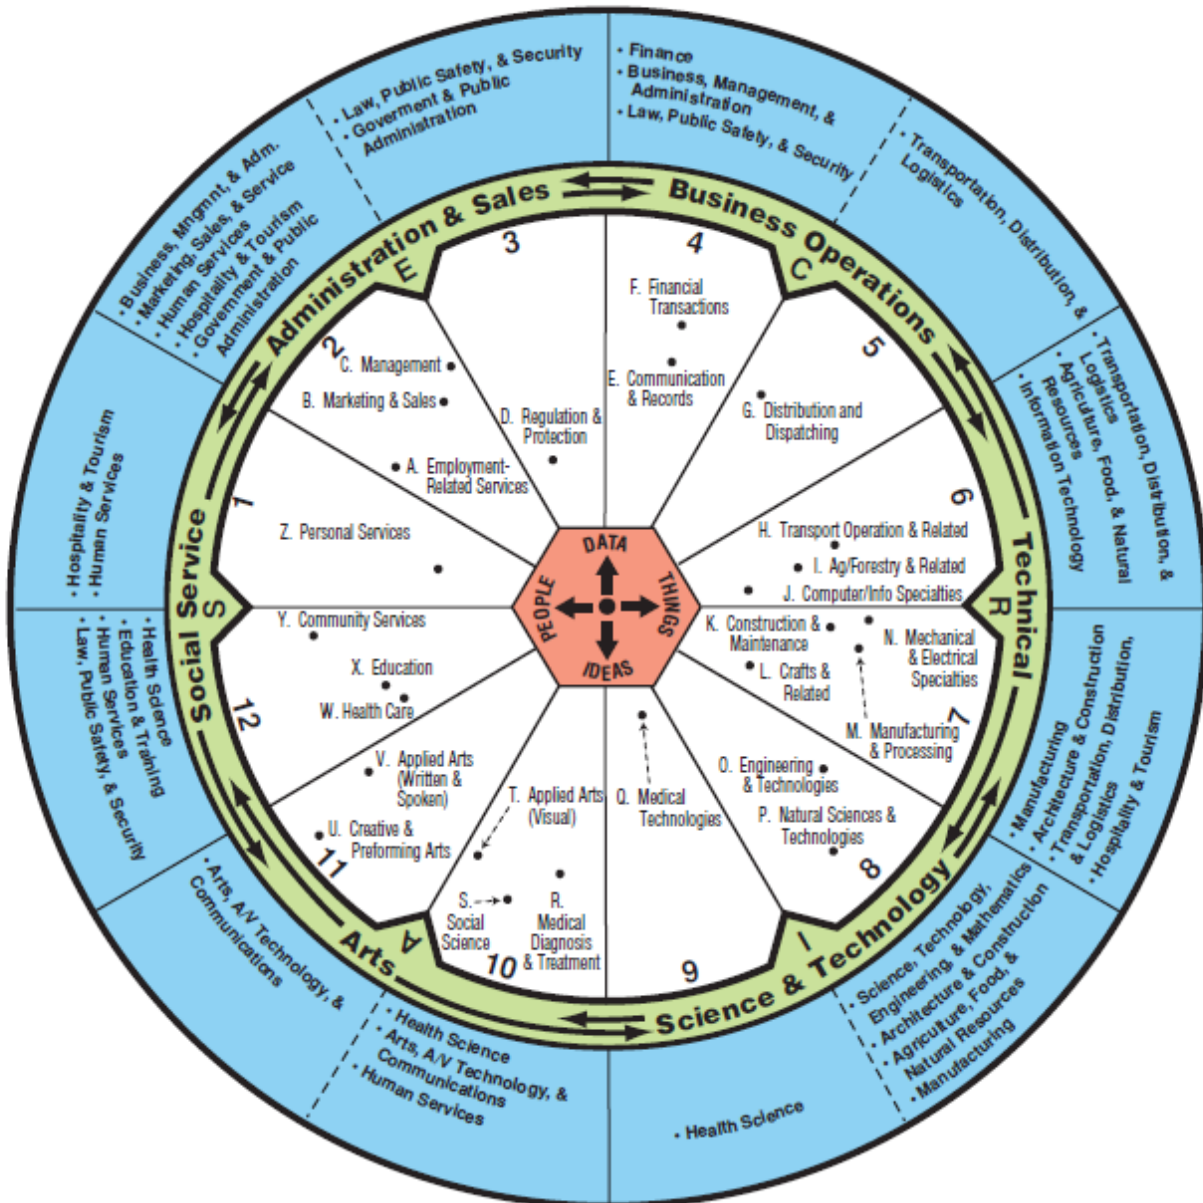 • Finance
• Business, Management, &
Administration
• Law, Public Safety, & Security
• Transportation, Distribution, &
Logistics
• Transportation, Distribution, &
Logistics
• Agriculture, Food, & Natural
Resources
• Information Technology
• Manufacturing
• Architecture & Construction
• Transportation, Distribution,
& Logistics
• Hospitality & Tourism
• Science, Technology,
Engineering, & Mathematics
• Architecture & Construction
• Agriculture, Food, &
Natural Resources
• Manufacturing
• Health Science
• Health Science
• Arts, A/V Technology, &
Communications
• Human Services
• Arts, A/V Technology, &
Communications
• Health Science
• Education & Training
• Human Services
• Law, Public Safety, & Security
• Hospitality & Tourism
• Human Services
• Business, Mngmnt, & Adm.
• Marketing, Sales, & Service
• Human Services
• Hospitality & Tourism
• Government & Public
Administration
• Law, Public Safety, & Security
• Goverment & Public
Administration
Administration & Sales
Business Operations
Technical
Science & Technology
Arts
Social Service
E
C
R
I
A
S
1
2
3
4
5
6
7
8
9
10
11
12
F. Financial
Transactions
E. Communication
& Records
G. Distribution and
Dispatching
H. Transport Operation & Related
I. Ag/Forestry & Related
J. Computer/Info Specialties
K. Construction &
Maintenance
L. Crafts &
Related
N. Mechanical
& Electrical
Specialties
M. Manufacturing
& Processing
O. Engineering
& Technologies
P. Natural Sciences &
Technologies
Q. Medical
Technologies
R.
Medical
Diagnosis
& Treatment
S.
Social
Science
T. Applied Arts
(Visual)
U. Creative &
Preforming Arts
V. Applied Arts
(Written &
Spoken)
W. Health Care
X. Education
Y. Community Services
Z. Personal Services
A. Employment-
Related Services
B. Marketing & Sales
C. Management
D. Regulation &
Protection
DATA
THINGS
IDEAS
PEOPLE